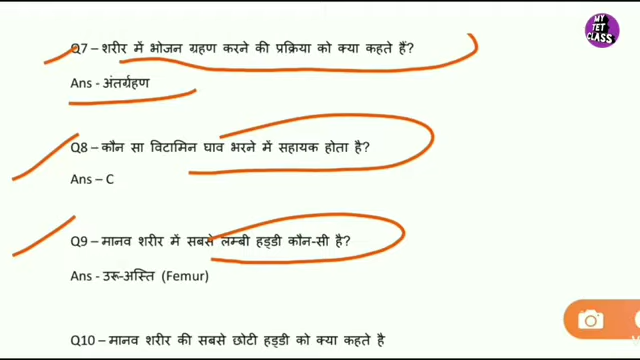 MY
TET
CLASS
Q7 – शरीर में भोजन ग्रहण करने की प्रक्रिया को क्या कहते हैं?
Ans - अंतर्ग्रहण
Q8 – कौन सा विटामिन घाव भरने में सहायक होता है?
Ans – C
Q9 – मानव शरीर में सबसे लम्बी हड्डी कौन-सी है?
Ans - उरू-अस्ति (Femur)
Q10 – मानव शरीर की सबसे छोटी हड्डी को क्या कहते है